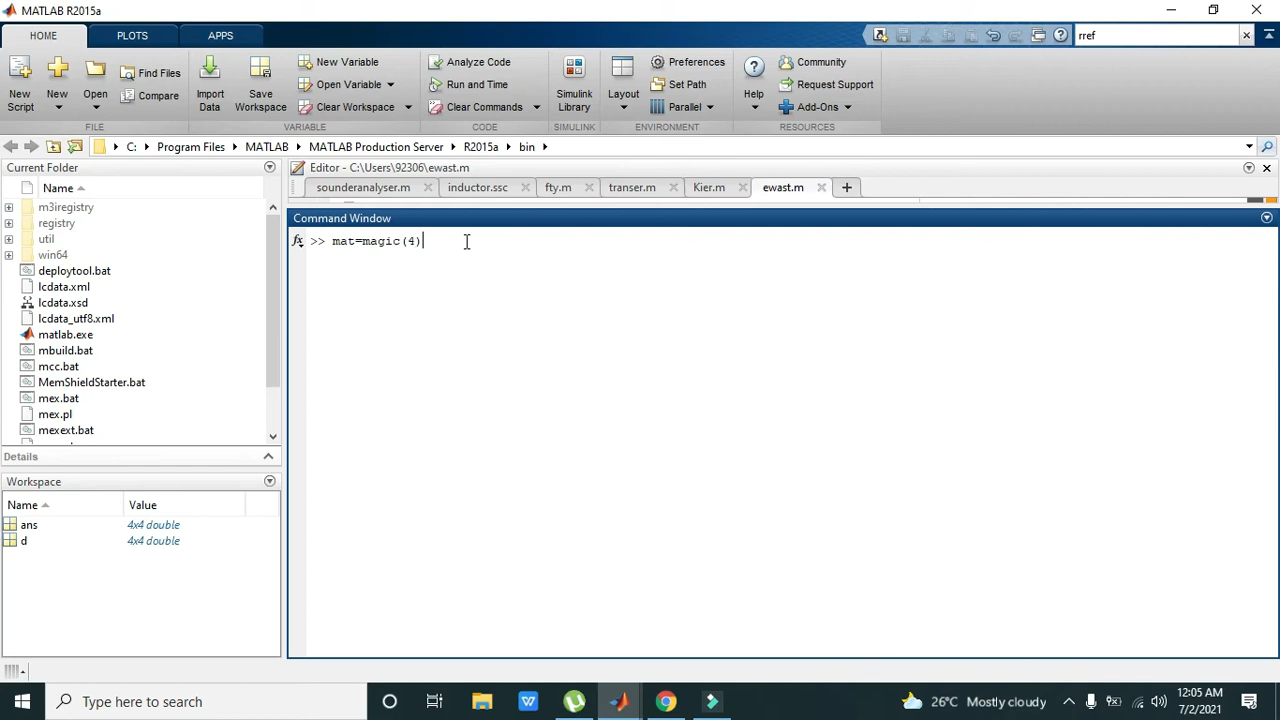 MATLAB R2015a
HOME PLOTS APPS rref
New Script
New
Open
Find Files
Compare
FILE
Import Data
Save Workspace
New Variable
Open Variable
Clear Workspace
VARIABLE
Analyze Code
Run and Time
Clear Commands
CODE
Simulink Library
SIMULINK
Layout
Preferences
Set Path
Parallel
ENVIRONMENT
Help
Community
Request Support
Add-Ons
RESOURCES
C: Program Files MATLAB MATLAB Production Server R2015a bin
Current Folder
Name
m3iregistry
registry
util
win64
deploytool.bat
lcdata.xml
lcdata.xsd
lcdata_utf8.xml
matlab.exe
mbuild.bat
mcc.bat
MemShieldStarter.bat
mex.bat
mex.pl
mexext.bat
Details
Workspace
Name Value
ans 4x4 double
d 4x4 double
Editor - C:\Users\92306\ewast.m
sounderanalyser.m inductor.ssc fty.m transer.m Kier.m ewast.m
Command Window
fx >> mat=magic(4)
Type here to search
26°C Mostly cloudy
12:05 AM
7/2/2021